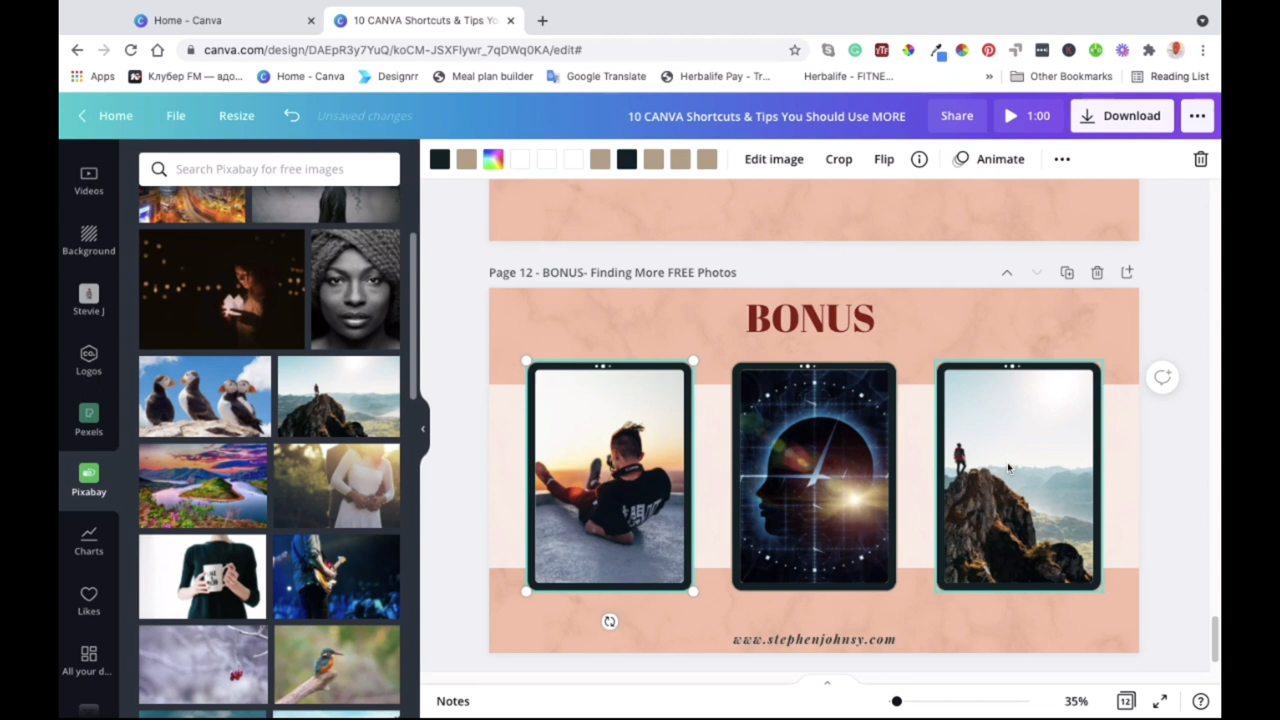 Home - Canva
10 CANVA Shortcuts & Tips Yo
canva.com/design/DAEpR3y7YuQ/koCM-JSXFlywr_7qDWq0KA/edit#
Apps
Клубер FM — вдо...
Home - Canva
Designrr
Meal plan builder
Google Translate
Herbalife Pay - Tr...
Herbalife - FITNE...
»
Other Bookmarks
Reading List
Home
File
Resize
Unsaved changes
10 CANVA Shortcuts & Tips You Should Use MORE
Share
1:00
Download
Search Pixabay for free images
Edit image
Crop
Flip
Animate
Videos
Background
Stevie J
Logos
Pexels
Pixabay
Charts
Likes
All your d...
Page 12 - BONUS- Finding More FREE Photos
BONUS
www.stephenjohnsy.com
Notes
35%
12